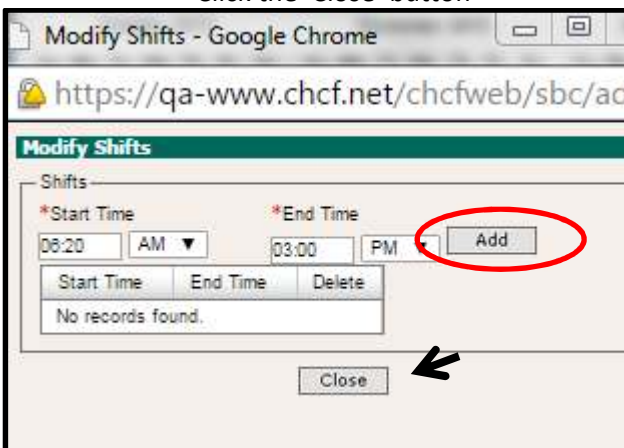 Click the 'Close' button
Modify Shifts - Google Chrome
https://qa-www.chcf.net/chcfweb/sbc/ad
Modify Shifts
Shifts
*Start Time *End Time
06:20 AM ▼ 03:00 PM ▼ Add
Start Time End Time Delete
No records found.
Close